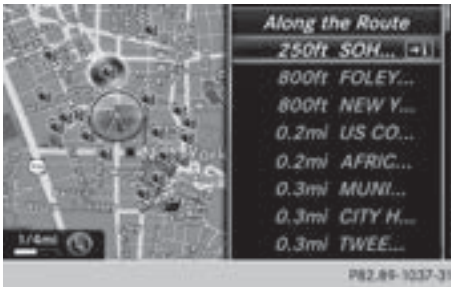 Along the Route
250ft SOH...
800ft FOLEY...
800ft NEW Y...
0.2mi US CO...
0.2mi AFRIC...
0.3mi MUNI...
0.3mi CITY H...
0.3mi TWEE...
1/4mi
P82.89-1037-31